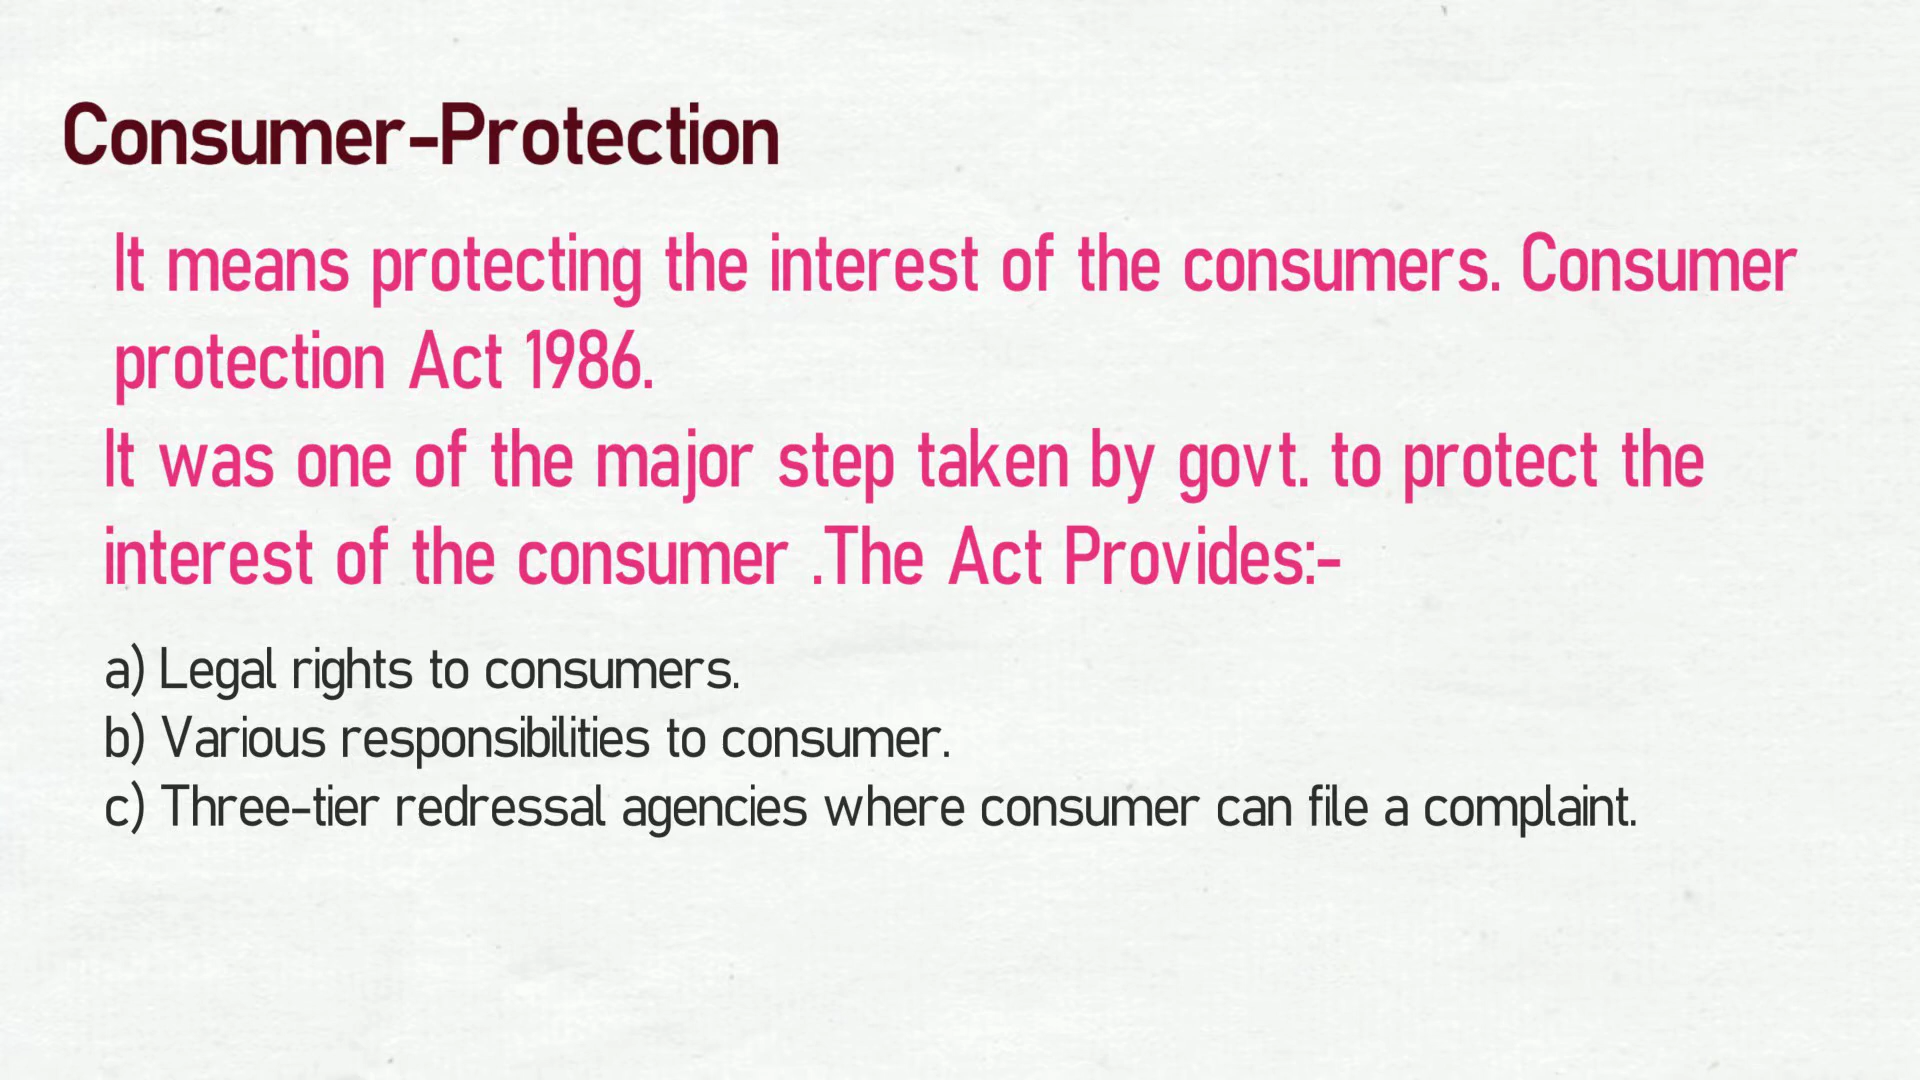 Consumer-Protection
It means protecting the interest of the consumers. Consumer
protection Act 1986.
It was one of the major step taken by govt. to protect the
interest of the consumer .The Act Provides:-
a) Legal rights to consumers.
b) Various responsibilities to consumer.
c) Three-tier redressal agencies where consumer can file a complaint.